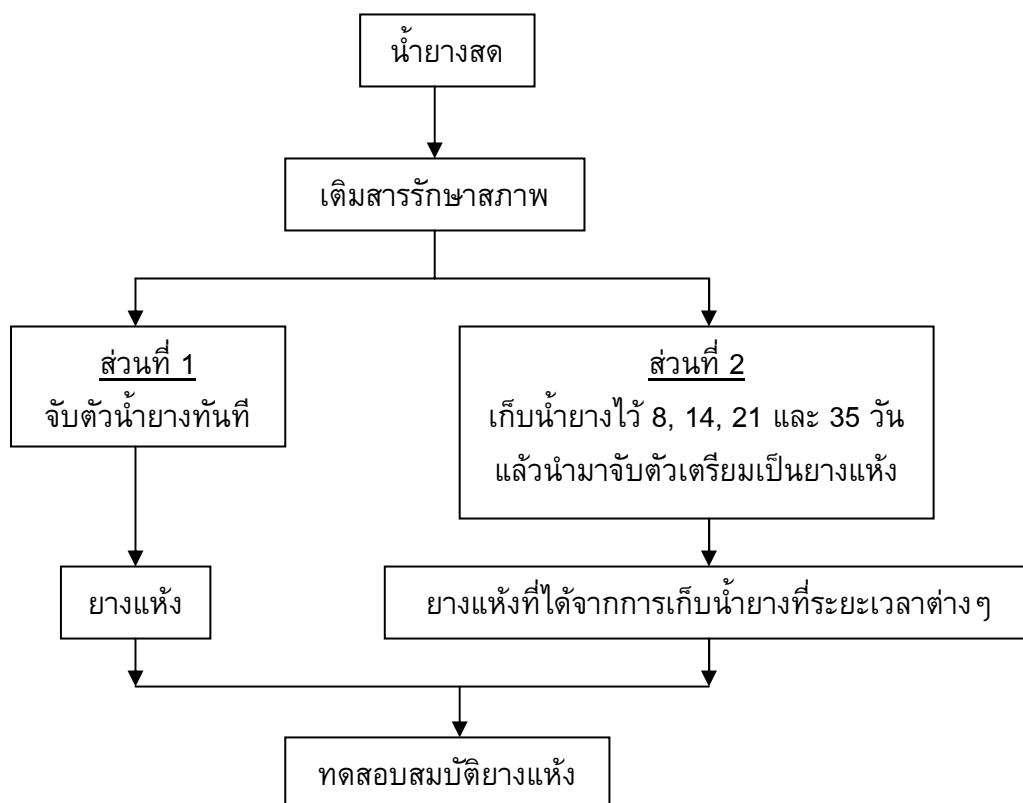 น้ำยางสด
เติมสารรักษาสภาพ
ส่วนที่ 1
จับตัวน้ำยางทันที
ส่วนที่ 2
เก็บน้ำยางไว้ 8, 14, 21 และ 35 วัน
แล้วนำมาจับตัวเตรียมเป็นยางแห้ง
ยางแห้ง
ยางแห้งที่ได้จากการเก็บน้ำยางที่ระยะเวลาต่างๆ
ทดสอบสมบัติยางแห้ง